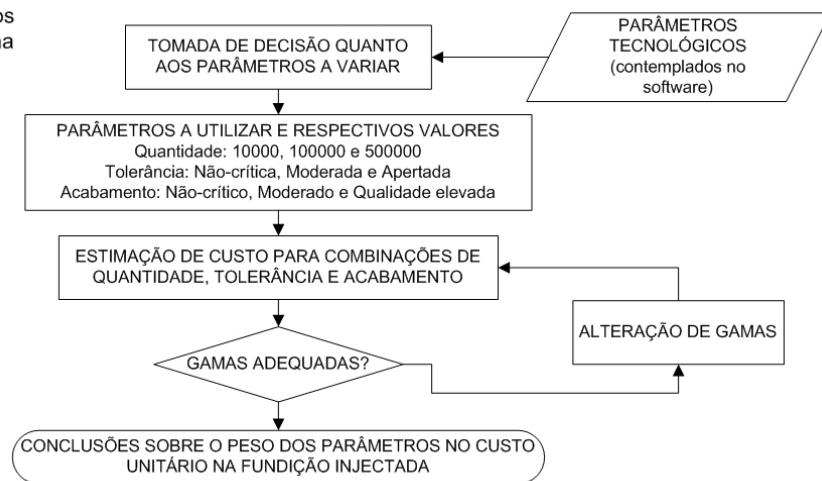 os
na
TOMADA DE DECISÃO QUANTO
AOS PARÂMETROS A VARIAR
PARÂMETROS
TECNOLÓGICOS
(contemplados no
software)
PARÂMETROS A UTILIZAR E RESPECTIVOS VALORES
Quantidade: 10000, 100000 e 500000
Tolerância: Não-crítica, Moderada e Apertada
Acabamento: Não-crítico, Moderado e Qualidade elevada
ESTIMAÇÃO DE CUSTO PARA COMBINAÇÕES DE
QUANTIDADE, TOLERÂNCIA E ACABAMENTO
ALTERAÇÃO DE GAMAS
GAMAS ADEQUADAS?
CONCLUSÕES SOBRE O PESO DOS PARÂMETROS NO CUSTO
UNITÁRIO NA FUNDIÇÃO INJECTADA